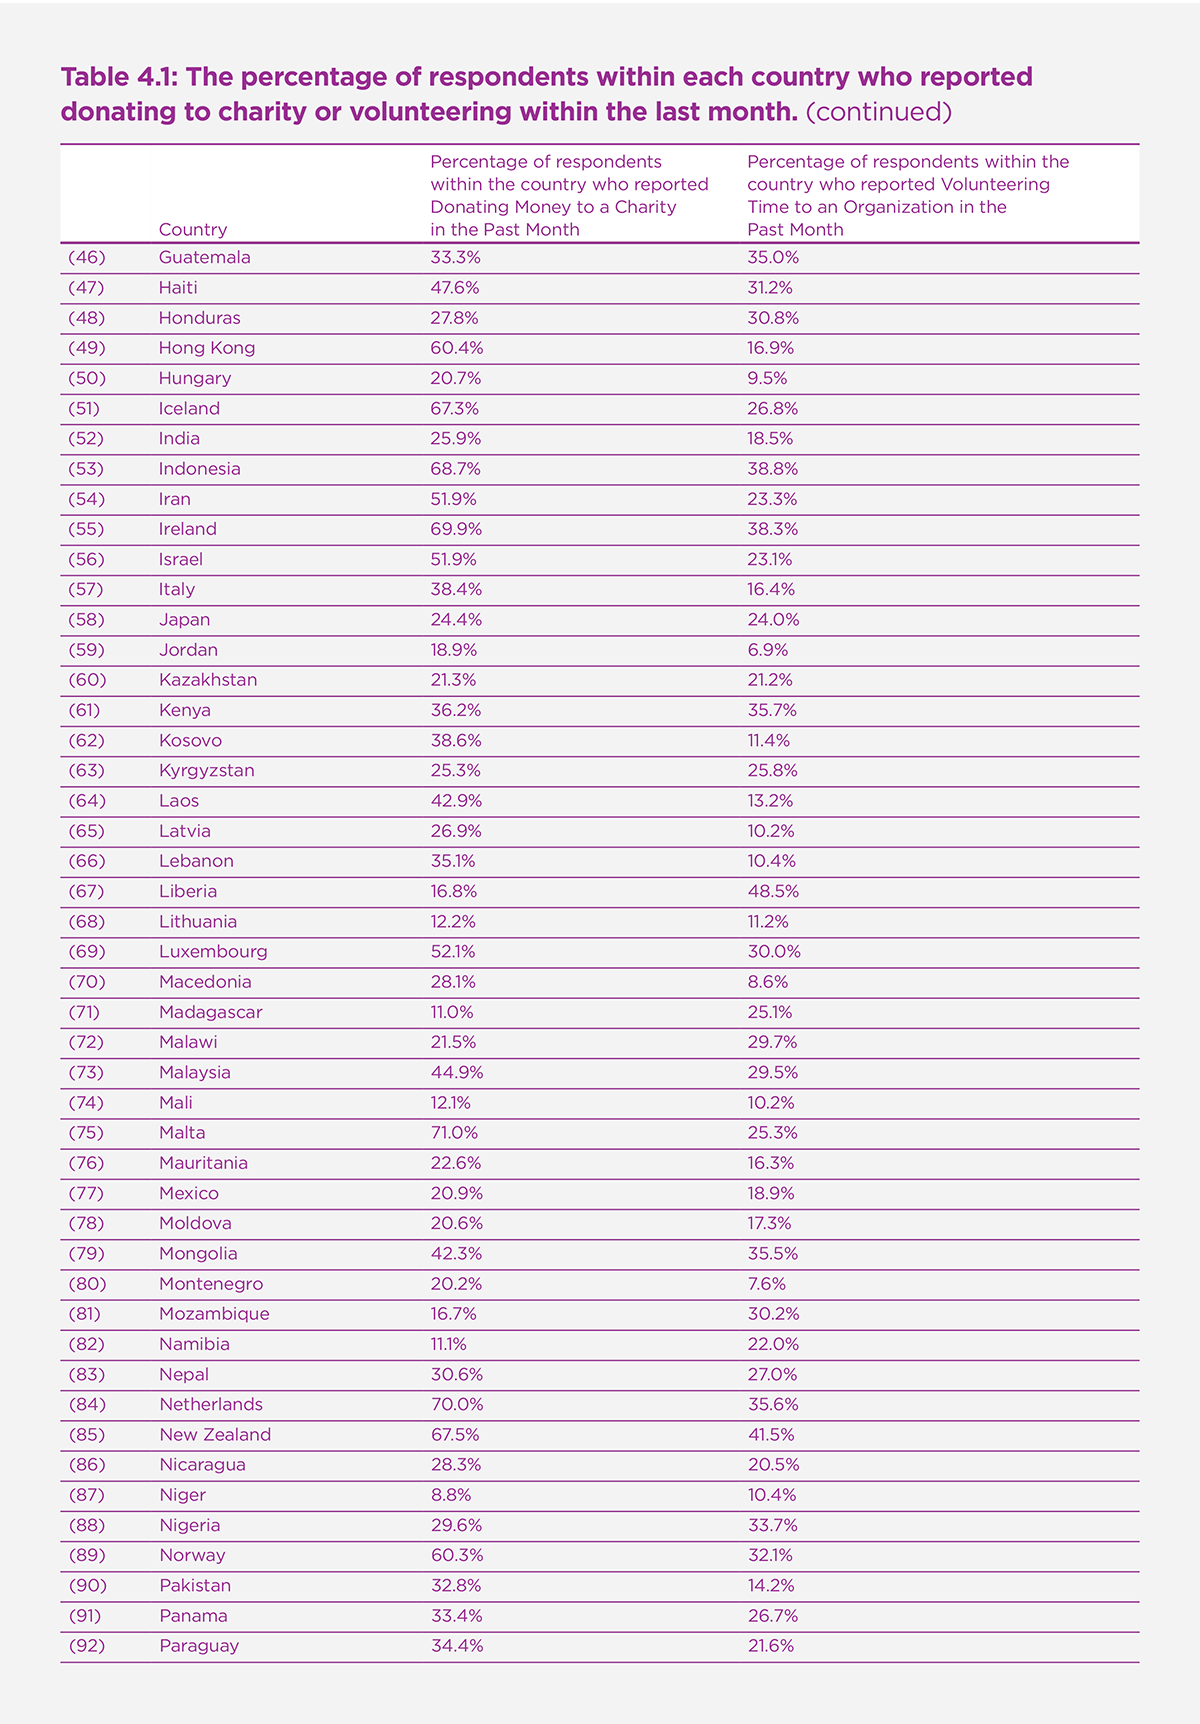 Table 4.1: The percentage of respondents within each country who reported
donating to charity or volunteering within the last month. (continued)
Country
Percentage of respondents
within the country who reported
Donating Money to a Charity
in the Past Month
Percentage of respondents within the
country who reported Volunteering
Time to an Organization in the
Past Month
(46) Guatemala 33.3% 35.0%
(47) Haiti 47.6% 31.2%
(48) Honduras 27.8% 30.8%
(49) Hong Kong 60.4% 16.9%
(50) Hungary 20.7% 9.5%
(51) Iceland 67.3% 26.8%
(52) India 25.9% 18.5%
(53) Indonesia 68.7% 38.8%
(54) Iran 51.9% 23.3%
(55) Ireland 69.9% 38.3%
(56) Israel 51.9% 23.1%
(57) Italy 38.4% 16.4%
(58) Japan 24.4% 24.0%
(59) Jordan 18.9% 6.9%
(60) Kazakhstan 21.3% 21.2%
(61) Kenya 36.2% 35.7%
(62) Kosovo 38.6% 11.4%
(63) Kyrgyzstan 25.3% 25.8%
(64) Laos 42.9% 13.2%
(65) Latvia 26.9% 10.2%
(66) Lebanon 35.1% 10.4%
(67) Liberia 16.8% 48.5%
(68) Lithuania 12.2% 11.2%
(69) Luxembourg 52.1% 30.0%
(70) Macedonia 28.1% 8.6%
(71) Madagascar 11.0% 25.1%
(72) Malawi 21.5% 29.7%
(73) Malaysia 44.9% 29.5%
(74) Mali 12.1% 10.2%
(75) Malta 71.0% 25.3%
(76) Mauritania 22.6% 16.3%
(77) Mexico 20.9% 18.9%
(78) Moldova 20.6% 17.3%
(79) Mongolia 42.3% 35.5%
(80) Montenegro 20.2% 7.6%
(81) Mozambique 16.7% 30.2%
(82) Namibia 11.1% 22.0%
(83) Nepal 30.6% 27.0%
(84) Netherlands 70.0% 35.6%
(85) New Zealand 67.5% 41.5%
(86) Nicaragua 28.3% 20.5%
(87) Niger 8.8% 10.4%
(88) Nigeria 29.6% 33.7%
(89) Norway 60.3% 32.1%
(90) Pakistan 32.8% 14.2%
(91) Panama 33.4% 26.7%
(92) Paraguay 34.4% 21.6%